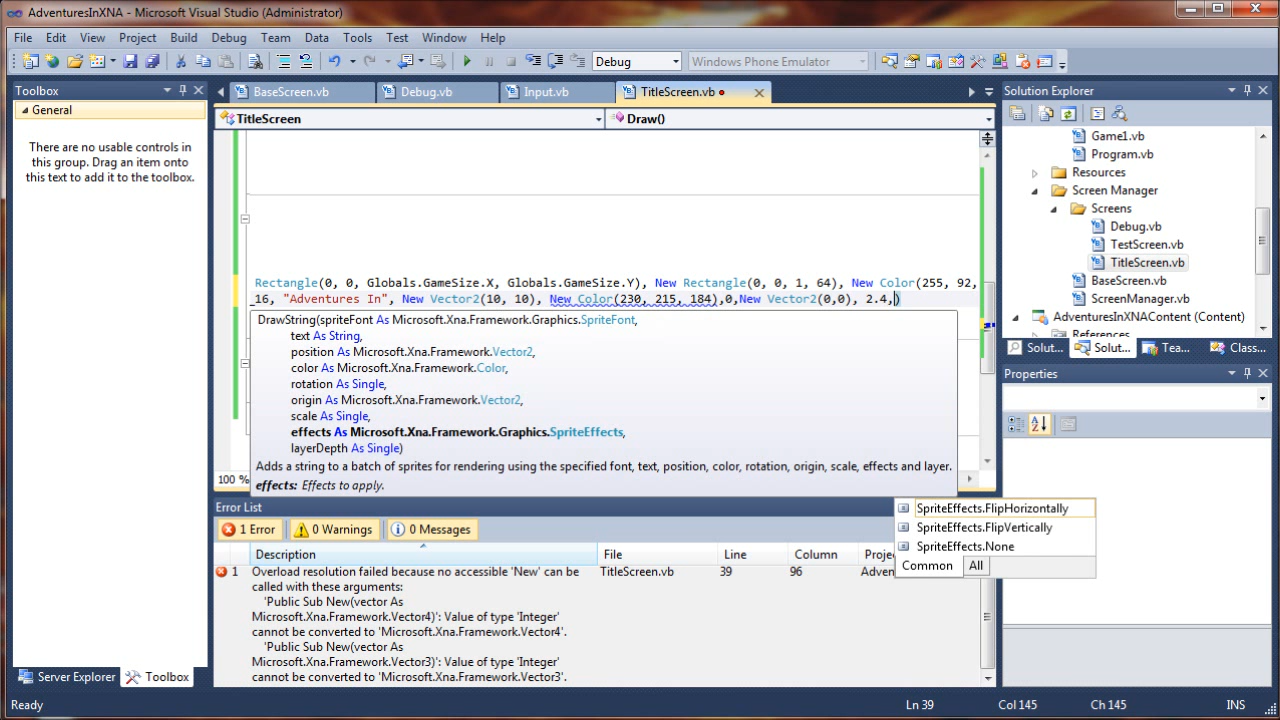 AdventuresInXNA - Microsoft Visual Studio (Administrator)
File Edit View Project Build Debug Team Data Tools Test Window Help
Debug Windows Phone Emulator
Toolbox
General
There are no usable controls in
this group. Drag an item onto
this text to add it to the toolbox.
Server Explorer Toolbox
BaseScreen.vb Debug.vb Input.vb TitleScreen.vb
TitleScreen Draw()
Rectangle(0, 0, Globals.GameSize.X, Globals.GameSize.Y), New Rectangle(0, 0, 1, 64), New Color(255, 92,
_16, "Adventures In", New Vector2(10, 10), New Color(230, 215, 184),0,New Vector2(0,0), 2.4,)
DrawString(spriteFont As Microsoft.Xna.Framework.Graphics.SpriteFont,
text As String,
position As Microsoft.Xna.Framework.Vector2,
color As Microsoft.Xna.Framework.Color,
rotation As Single,
origin As Microsoft.Xna.Framework.Vector2,
scale As Single,
effects As Microsoft.Xna.Framework.Graphics.SpriteEffects,
layerDepth As Single)
Adds a string to a batch of sprites for rendering using the specified font, text, position, color, rotation, origin, scale, effects and layer.
effects: Effects to apply.
100 %
SpriteEffects.FlipHorizontally
SpriteEffects.FlipVertically
SpriteEffects.None
Common All
Error List
1 Error 0 Warnings 0 Messages
Description File Line Column Proje
1 Overload resolution failed because no accessible 'New' can be TitleScreen.vb 39 96 Adven
called with these arguments:
'Public Sub New(vector As
Microsoft.Xna.Framework.Vector4)': Value of type 'Integer'
cannot be converted to 'Microsoft.Xna.Framework.Vector4'.
'Public Sub New(vector As
Microsoft.Xna.Framework.Vector3)': Value of type 'Integer'
cannot be converted to 'Microsoft.Xna.Framework.Vector3'.
Solution Explorer
Game1.vb
Program.vb
Resources
Screen Manager
Screens
Debug.vb
TestScreen.vb
TitleScreen.vb
BaseScreen.vb
ScreenManager.vb
AdventuresInXNAContent (Content)
References
Solut... Solut... Tea... Class...
Properties
Ready Ln 39 Col 145 Ch 145 INS